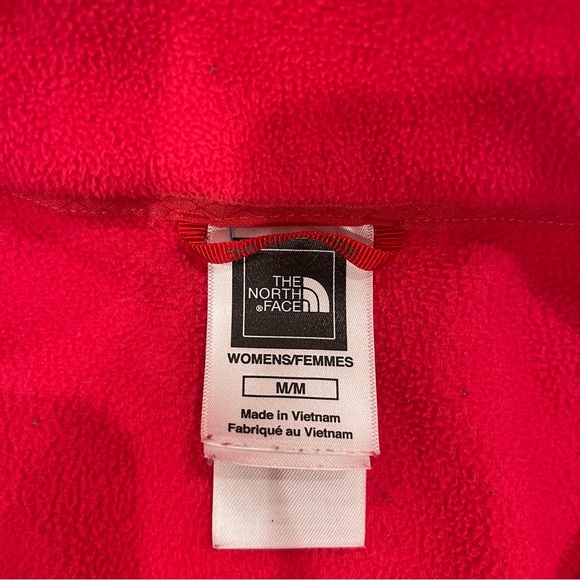 THE
NORTH
®FACE
WOMENS/FEMMES
M/M
Made in Vietnam
Fabriqué au Vietnam